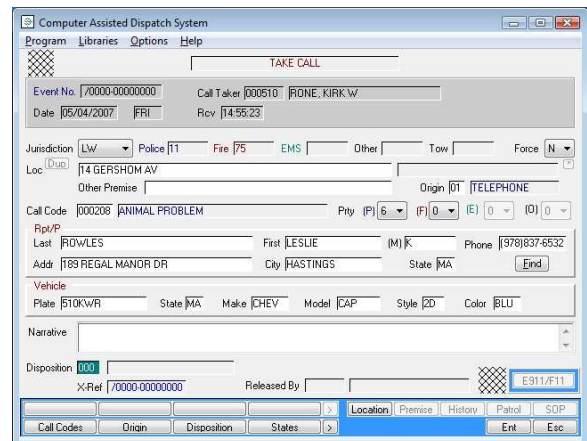 Computer Assisted Dispatch System
Program Libraries Options Help
TAKE CALL
Event No. /0000-00000000 Call Taker 000510 RONE, KIRK W
Date 05/04/2007 FRI Rcv 14:55:23
Jurisdiction LW Police 11 Fire 75 EMS Other Tow Force N
Loc Dup 14 GERSHOM AV
Other Premise Origin 01 TELEPHONE
Call Code 000208 ANIMAL PROBLEM Prty (P) 6 (F) 0 (E) 0 (O) 0
Rpt/P
Last ROWLES First LESLIE (M) K Phone (978)837-6532
Addr 189 REGAL MANOR DR City HASTINGS State MA Find
Vehicle
Plate 510KWR State MA Make CHEV Model CAP Style 2D Color BLU
Narrative
Disposition 000
X-Ref /0000-00000000 Released By E911/F11
> Location Premise History Patrol SOP
Call Codes Origin Disposition States > Ent Esc